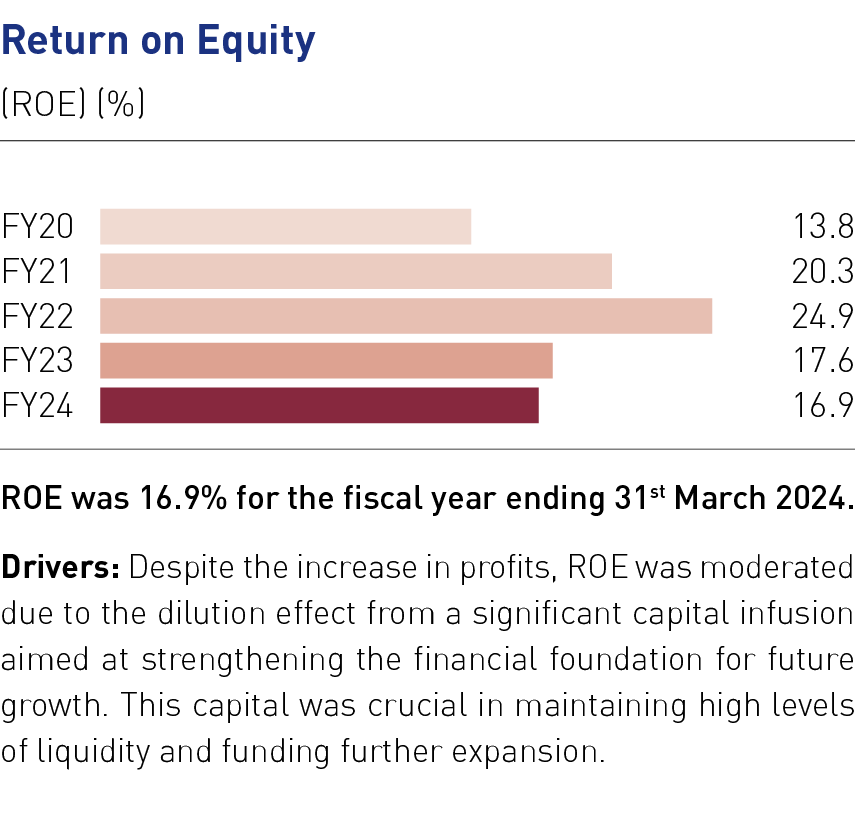 Return on Equity
(ROE) (%)
FY20 13.8
FY21 20.3
FY22 24.9
FY23 17.6
FY24 16.9
ROE was 16.9% for the fiscal year ending 31st March 2024.
Drivers: Despite the increase in profits, ROE was moderated
due to the dilution effect from a significant capital infusion
aimed at strengthening the financial foundation for future
growth. This capital was crucial in maintaining high levels
of liquidity and funding further expansion.